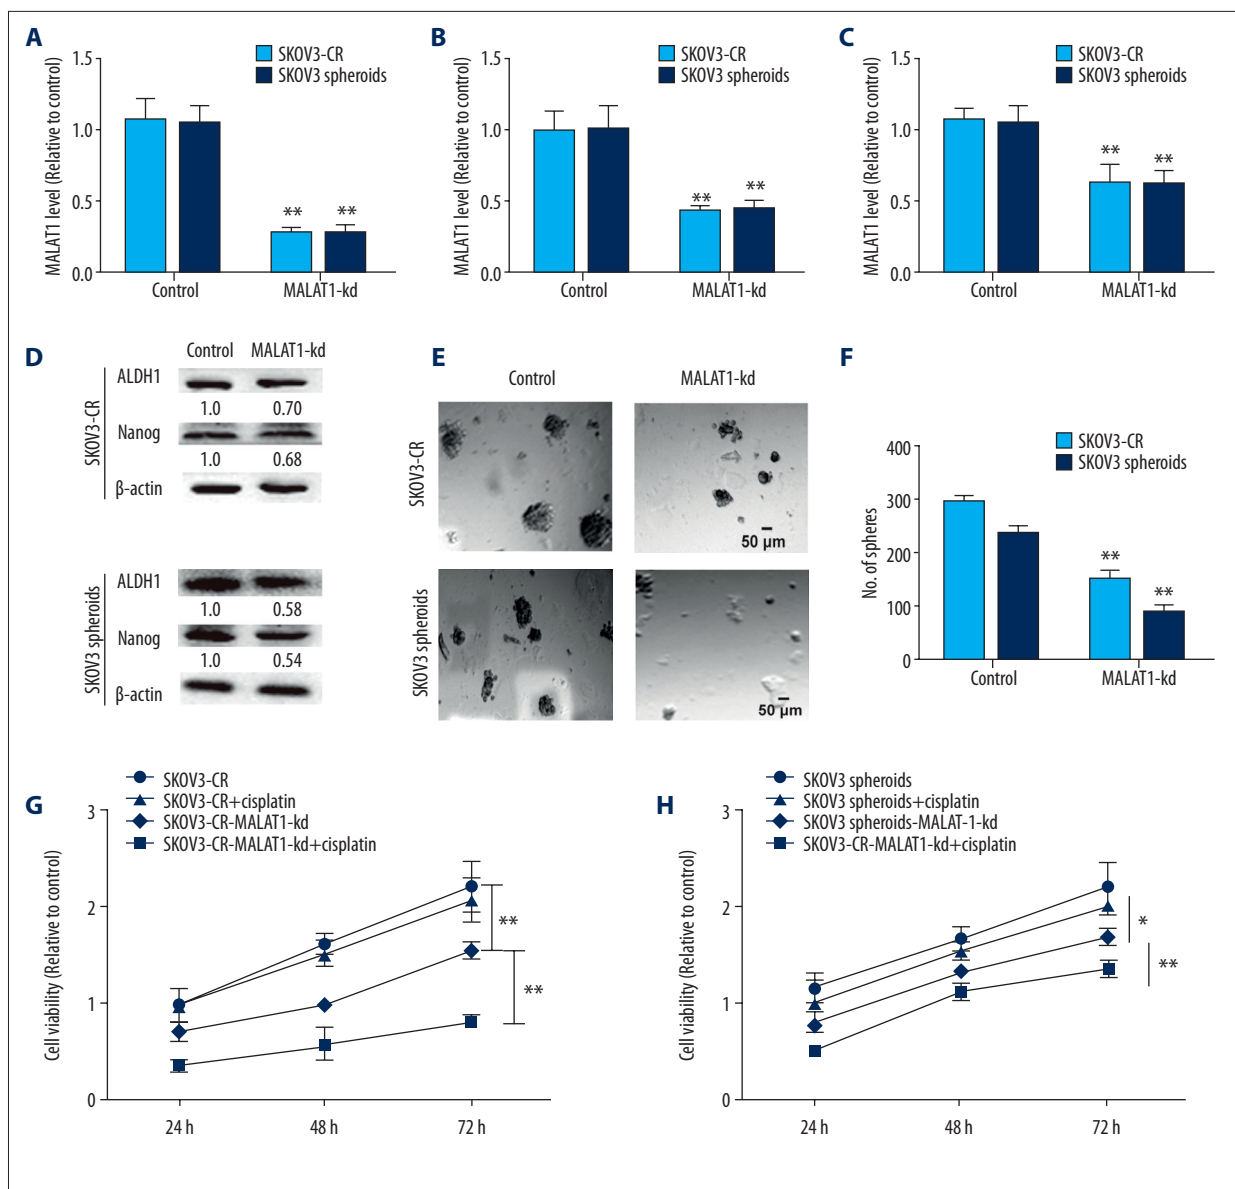 A
SKOV3-CR
SKOV3 spheroids
MALAT1 level (Relative to control)
1.5
1.0
0.5
0.0
**
**
Control
MALAT1-kd
B
SKOV3-CR
SKOV3 spheroids
MALAT1 level (Relative to control)
1.5
1.0
0.5
0.0
**
**
Control
MALAT1-kd
C
SKOV3-CR
SKOV3 spheroids
MALAT1 level (Relative to control)
1.5
1.0
0.5
0.0
**
**
Control
MALAT1-kd
D
Control MALAT1-kd
SKOV3-CR
ALDH1
1.0 0.70
Nanog
1.0 0.68
β-actin
SKOV3 spheroids
ALDH1
1.0 0.58
Nanog
1.0 0.54
β-actin
E
Control MALAT1-kd
SKOV3-CR
50 µm
SKOV3 spheroids
50 µm
F
SKOV3-CR
SKOV3 spheroids
No. of spheres
400
300
200
100
0
**
**
Control
MALAT1-kd
G
SKOV3-CR
SKOV3-CR+cisplatin
SKOV3-CR-MALAT1-kd
SKOV3-CR-MALAT1-kd+cisplatin
Cell viability (Relative to control)
3
2
1
0
**
**
24 h
48 h
72 h
H
SKOV3 spheroids
SKOV3 spheroids+cisplatin
SKOV3 spheroids-MALAT-1-kd
SKOV3-CR-MALAT1-kd+cisplatin
Cell viability (Relative to control)
3
2
1
0
*
**
24 h
48 h
72 h